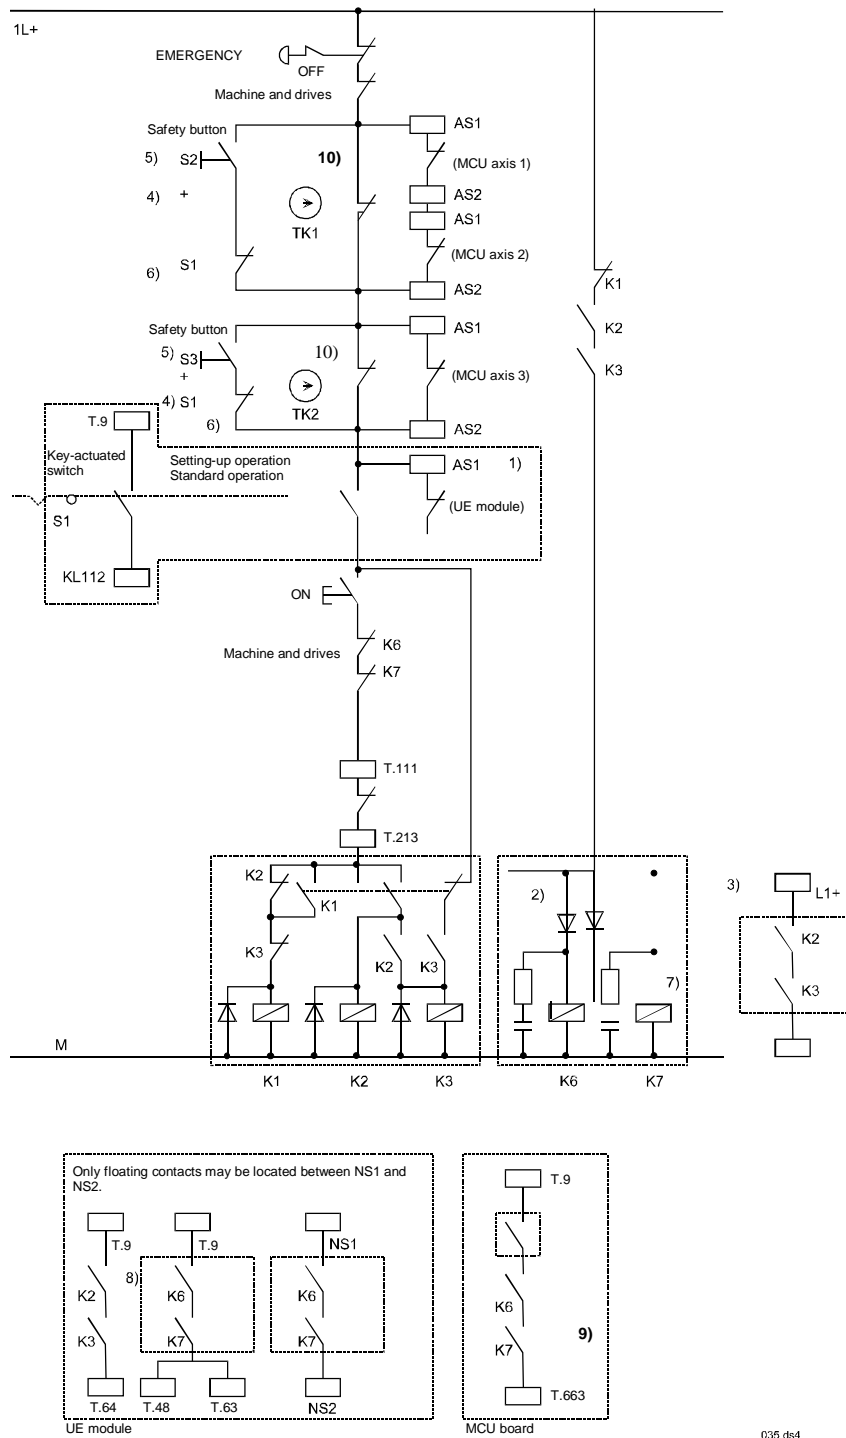 1L+
EMERGENCY
OFF
Machine and drives
Safety button
AS1
5) S2
10)
(MCU axis 1)
4) +
AS2
TK1
AS1
(MCU axis 2)
6) S1
K1
AS2
Safety button
AS1
K2
5) S3
10)
K3
+
(MCU axis 3)
4) S1
TK2
6)
AS2
T.9
Key-actuated
switch
Setting-up operation
Standard operation
AS1 1)
S1
(UE module)
KL112
ON
K6
Machine and drives
K7
T.111
T.213
K2
K1
2)
3)
L1+
K2
K3
K2
K3
7)
K3
M
K1
K2
K3
K6
K7
Only floating contacts may be located between NS1 and
NS2.
T.9
T.9
T.9
NS1
8)
K2
K6
K6
K6
K3
K7
K7
K7
9)
T.64
T.48
T.63
NS2
T.663
UE module
MCU board
035.ds4